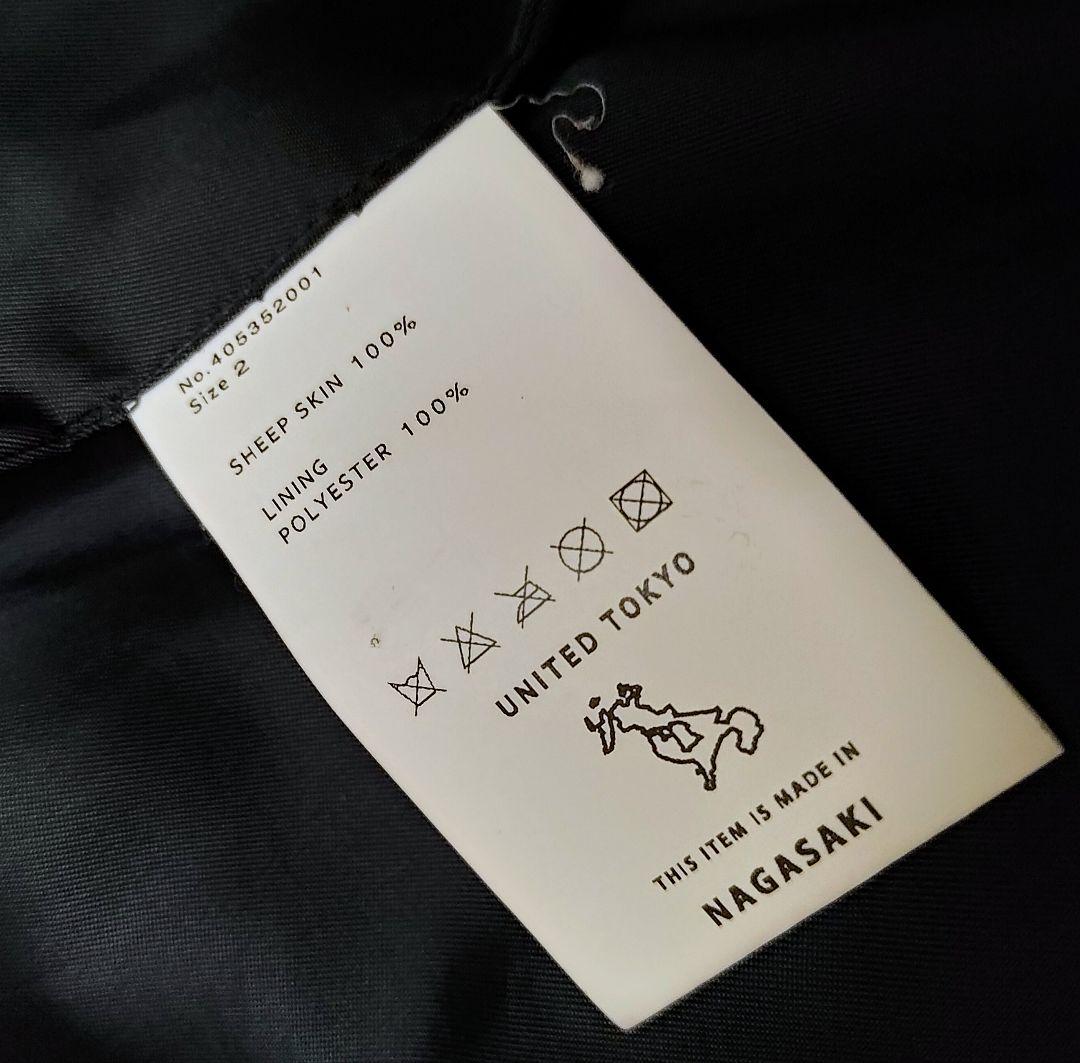 No. 405352001
Size 2
SHEEP SKIN 100%
LINING
POLYESTER 100%
UNITED TOKYO
THIS ITEM IS MADE IN
NAGASAKI